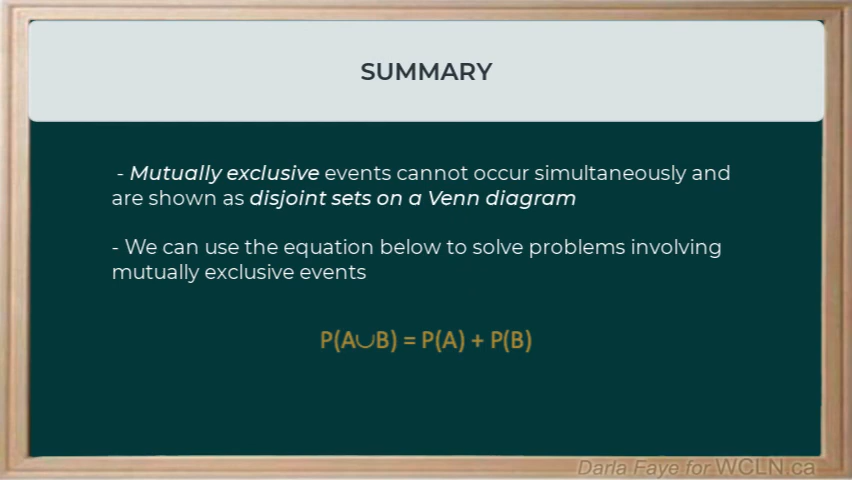 SUMMARY
- Mutually exclusive events cannot occur simultaneously and
are shown as disjoint sets on a Venn diagram
- We can use the equation below to solve problems involving
mutually exclusive events
P(A∪B) = P(A) + P(B)
Darla Faye for WCLN.ca